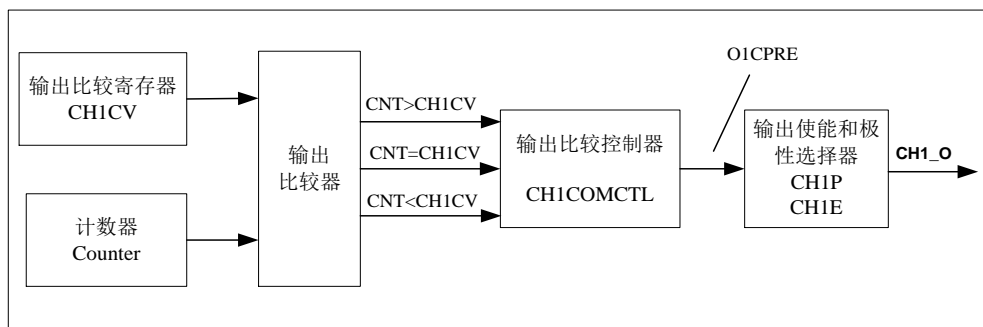 输出比较寄存器
CH1CV
计数器
Counter
输出
比较器
CNT>CH1CV
CNT=CH1CV
CNT<CH1CV
输出比较控制器
CH1COMCTL
O1CPRE
输出使能和极
性选择器
CH1P
CH1E
CH1_O